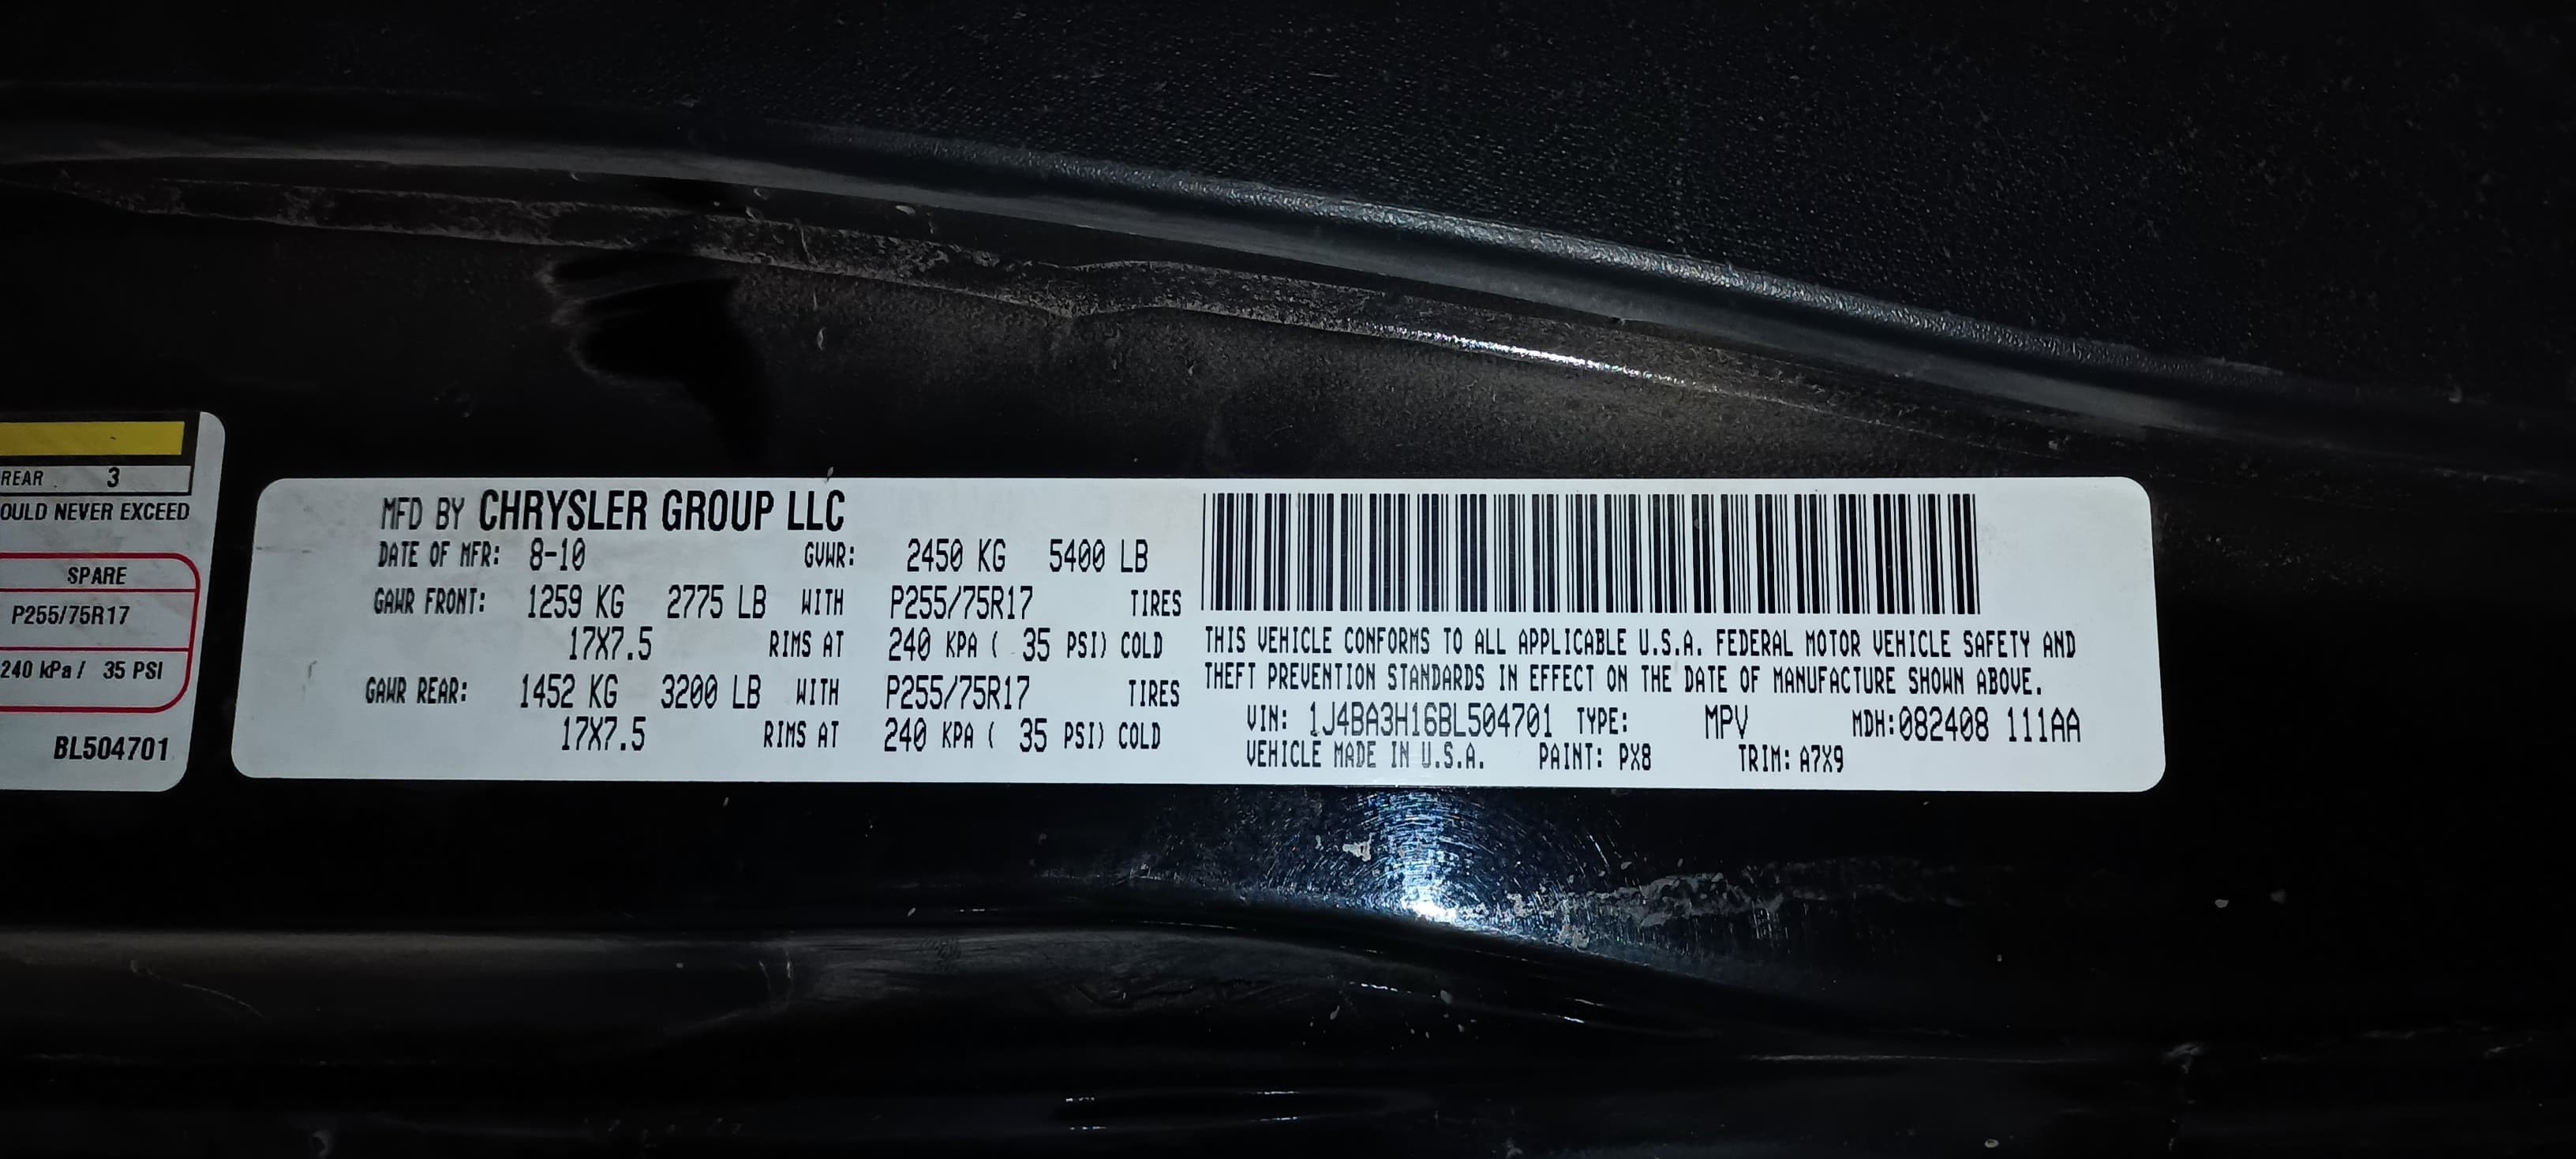 REAR 3
OULD NEVER EXCEED
SPARE
P255/75R17
240 kPa / 35 PSI
BL504701
MFD BY CHRYSLER GROUP LLC
DATE OF MFR: 8-10 GVWR: 2450 KG 5400 LB
GAWR FRONT: 1259 KG 2775 LB WITH P255/75R17 TIRES
17X7.5 RIMS AT 240 KPA ( 35 PSI) COLD
GAWR REAR: 1452 KG 3200 LB WITH P255/75R17 TIRES
17X7.5 RIMS AT 240 KPA ( 35 PSI) COLD
THIS VEHICLE CONFORMS TO ALL APPLICABLE U.S.A. FEDERAL MOTOR VEHICLE SAFETY AND
THEFT PREVENTION STANDARDS IN EFFECT ON THE DATE OF MANUFACTURE SHOWN ABOVE.
VIN: 1J4BA3H16BL504701 TYPE: MPV MDH:082408 111AA
VEHICLE MADE IN U.S.A. PAINT: PX8 TRIM: A7X9